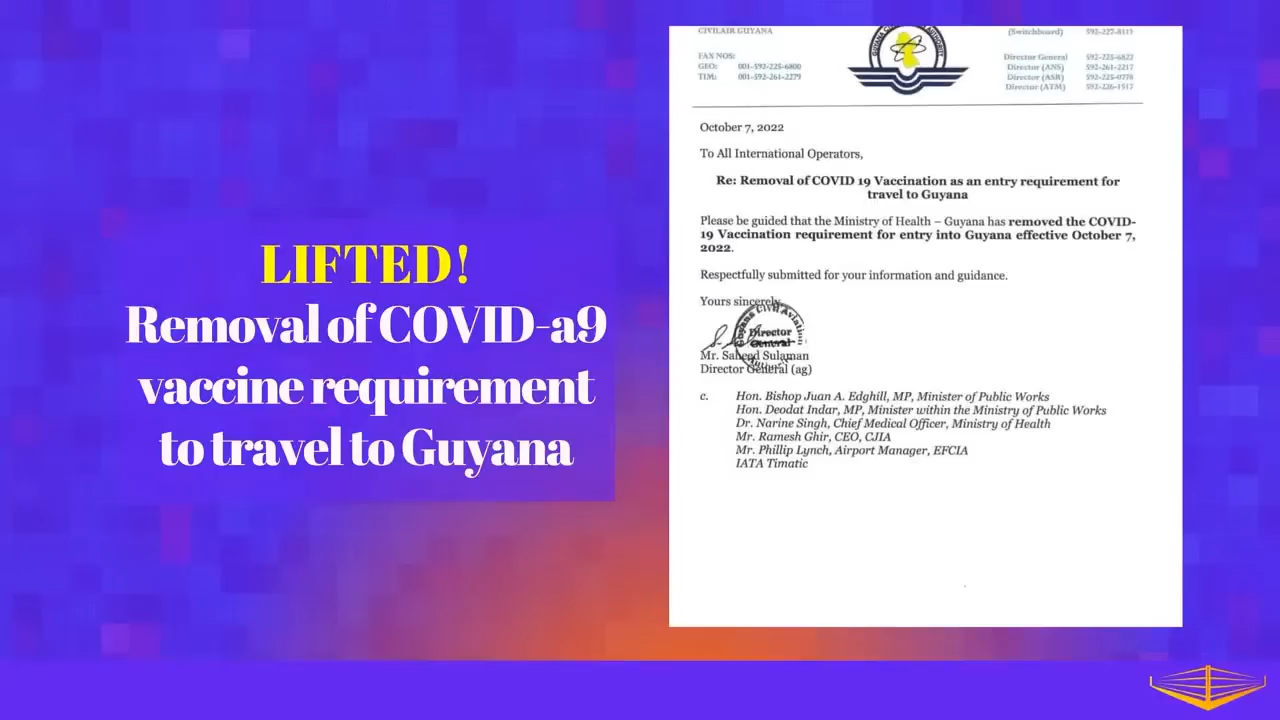 LIFTED!
Removal of COVID-a9
vaccine requirement
to travel to Guyana
CIVILAIR GUYANA
FAX NOS:
GEO: 001-592-225-6800
TIM: 001-592-261-2279
(Switchboard) 592-227-8111
Director General 592-225-6822
Director (ANS) 592-261-2217
Director (ASR) 592-225-0778
Director (ATM) 592-226-1517
October 7, 2022
To All International Operators,
Re: Removal of COVID 19 Vaccination as an entry requirement for
travel to Guyana
Please be guided that the Ministry of Health – Guyana has removed the COVID-
19 Vaccination requirement for entry into Guyana effective October 7,
2022.
Respectfully submitted for your information and guidance.
Yours sincerely,
Director
General
Mr. Saheed Sulaman
Director General (ag)
c. Hon. Bishop Juan A. Edghill, MP, Minister of Public Works
Hon. Deodat Indar, MP, Minister within the Ministry of Public Works
Dr. Narine Singh, Chief Medical Officer, Ministry of Health
Mr. Ramesh Ghir, CEO, CJIA
Mr. Phillip Lynch, Airport Manager, EFCIA
IATA Timatic